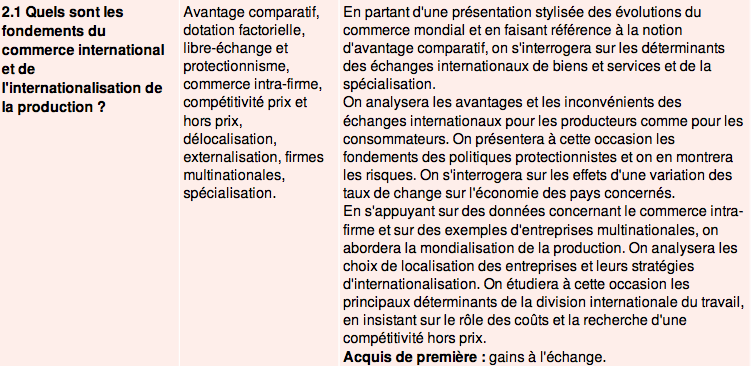 2.1 Quels sont les
fondements du
commerce international
et de
l'internationalisation de
la production ?
Avantage comparatif,
dotation factorielle,
libre-échange et
protectionnisme,
commerce intra-firme,
compétitivité prix et
hors prix,
délocalisation,
externalisation, firmes
multinationales,
spécialisation.
En partant d'une présentation stylisée des évolutions du
commerce mondial et en faisant référence à la notion
d'avantage comparatif, on s'interrogera sur les déterminants
des échanges internationaux de biens et services et de la
spécialisation.
On analysera les avantages et les inconvénients des
échanges internationaux pour les producteurs comme pour les
consommateurs. On présentera à cette occasion les
fondements des politiques protectionnistes et on en montrera
les risques. On s'interrogera sur les effets d'une variation des
taux de change sur l'économie des pays concernés.
En s'appuyant sur des données concernant le commerce intra-
firme et sur des exemples d'entreprises multinationales, on
abordera la mondialisation de la production. On analysera les
choix de localisation des entreprises et leurs stratégies
d'internationalisation. On étudiera à cette occasion les
principaux déterminants de la division internationale du travail,
en insistant sur le rôle des coûts et la recherche d'une
compétitivité hors prix.
Acquis de première : gains à l'échange.